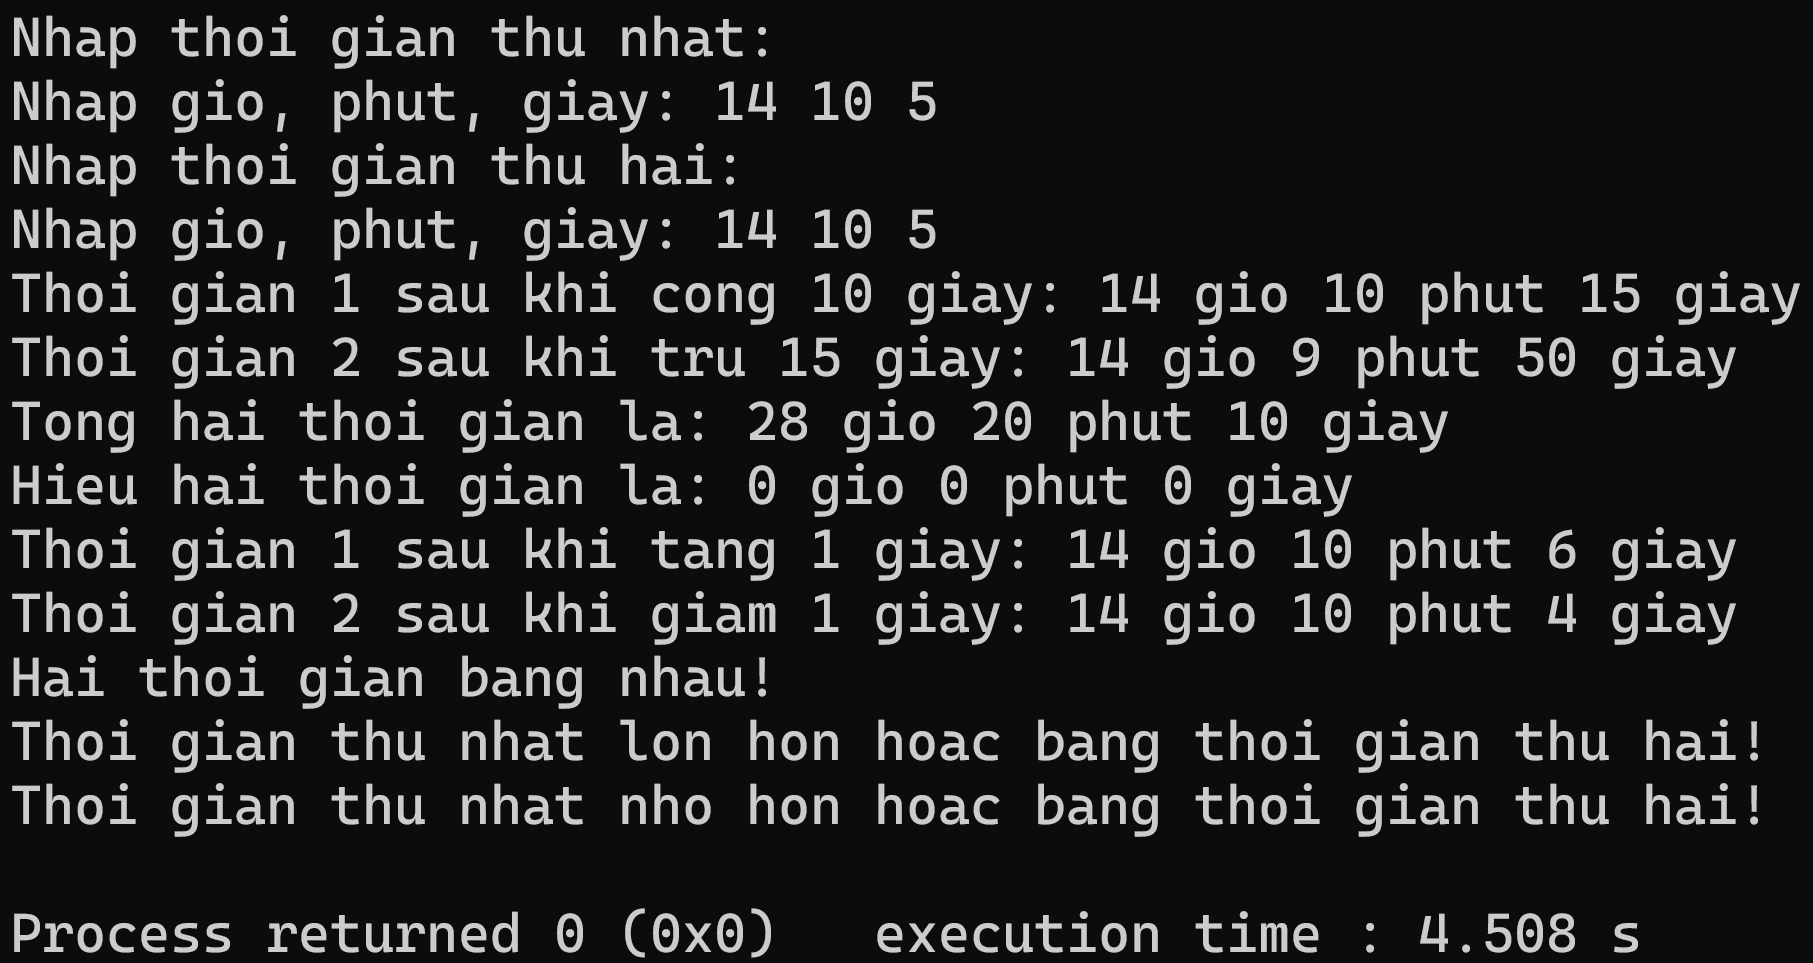 Nhap thoi gian thu nhat:
Nhap gio, phut, giay: 14 10 5
Nhap thoi gian thu hai:
Nhap gio, phut, giay: 14 10 5
Thoi gian 1 sau khi cong 10 giay: 14 gio 10 phut 15 giay
Thoi gian 2 sau khi tru 15 giay: 14 gio 9 phut 50 giay
Tong hai thoi gian la: 28 gio 20 phut 10 giay
Hieu hai thoi gian la: 0 gio 0 phut 0 giay
Thoi gian 1 sau khi tang 1 giay: 14 gio 10 phut 6 giay
Thoi gian 2 sau khi giam 1 giay: 14 gio 10 phut 4 giay
Hai thoi gian bang nhau!
Thoi gian thu nhat lon hon hoac bang thoi gian thu hai!
Thoi gian thu nhat nho hon hoac bang thoi gian thu hai!
Process returned 0 (0x0)   execution time : 4.508 s